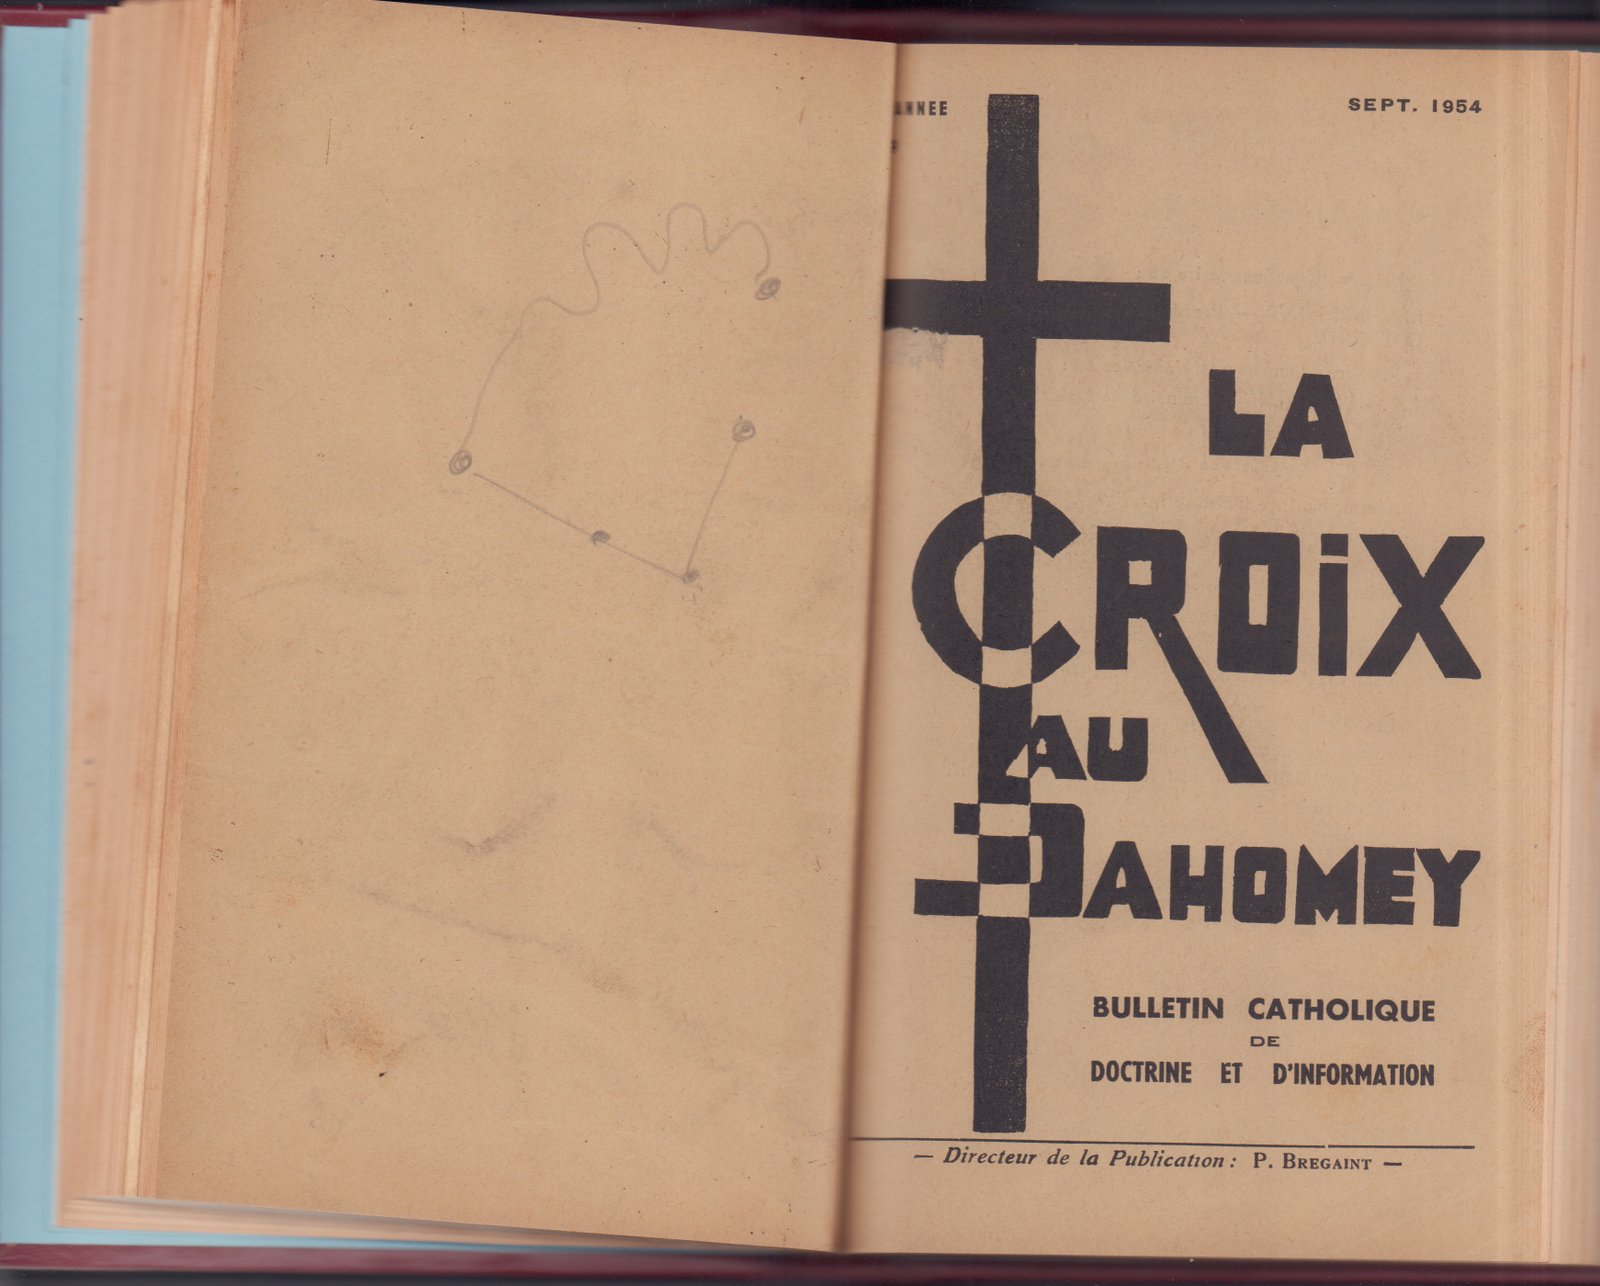 ANNEE SEPT. 1954
LA
CROiX
AU
DAHOMEY
BULLETIN CATHOLIQUE
DE
DOCTRINE ET D'INFORMATION
— Directeur de la Publication : P. BREGAINT —